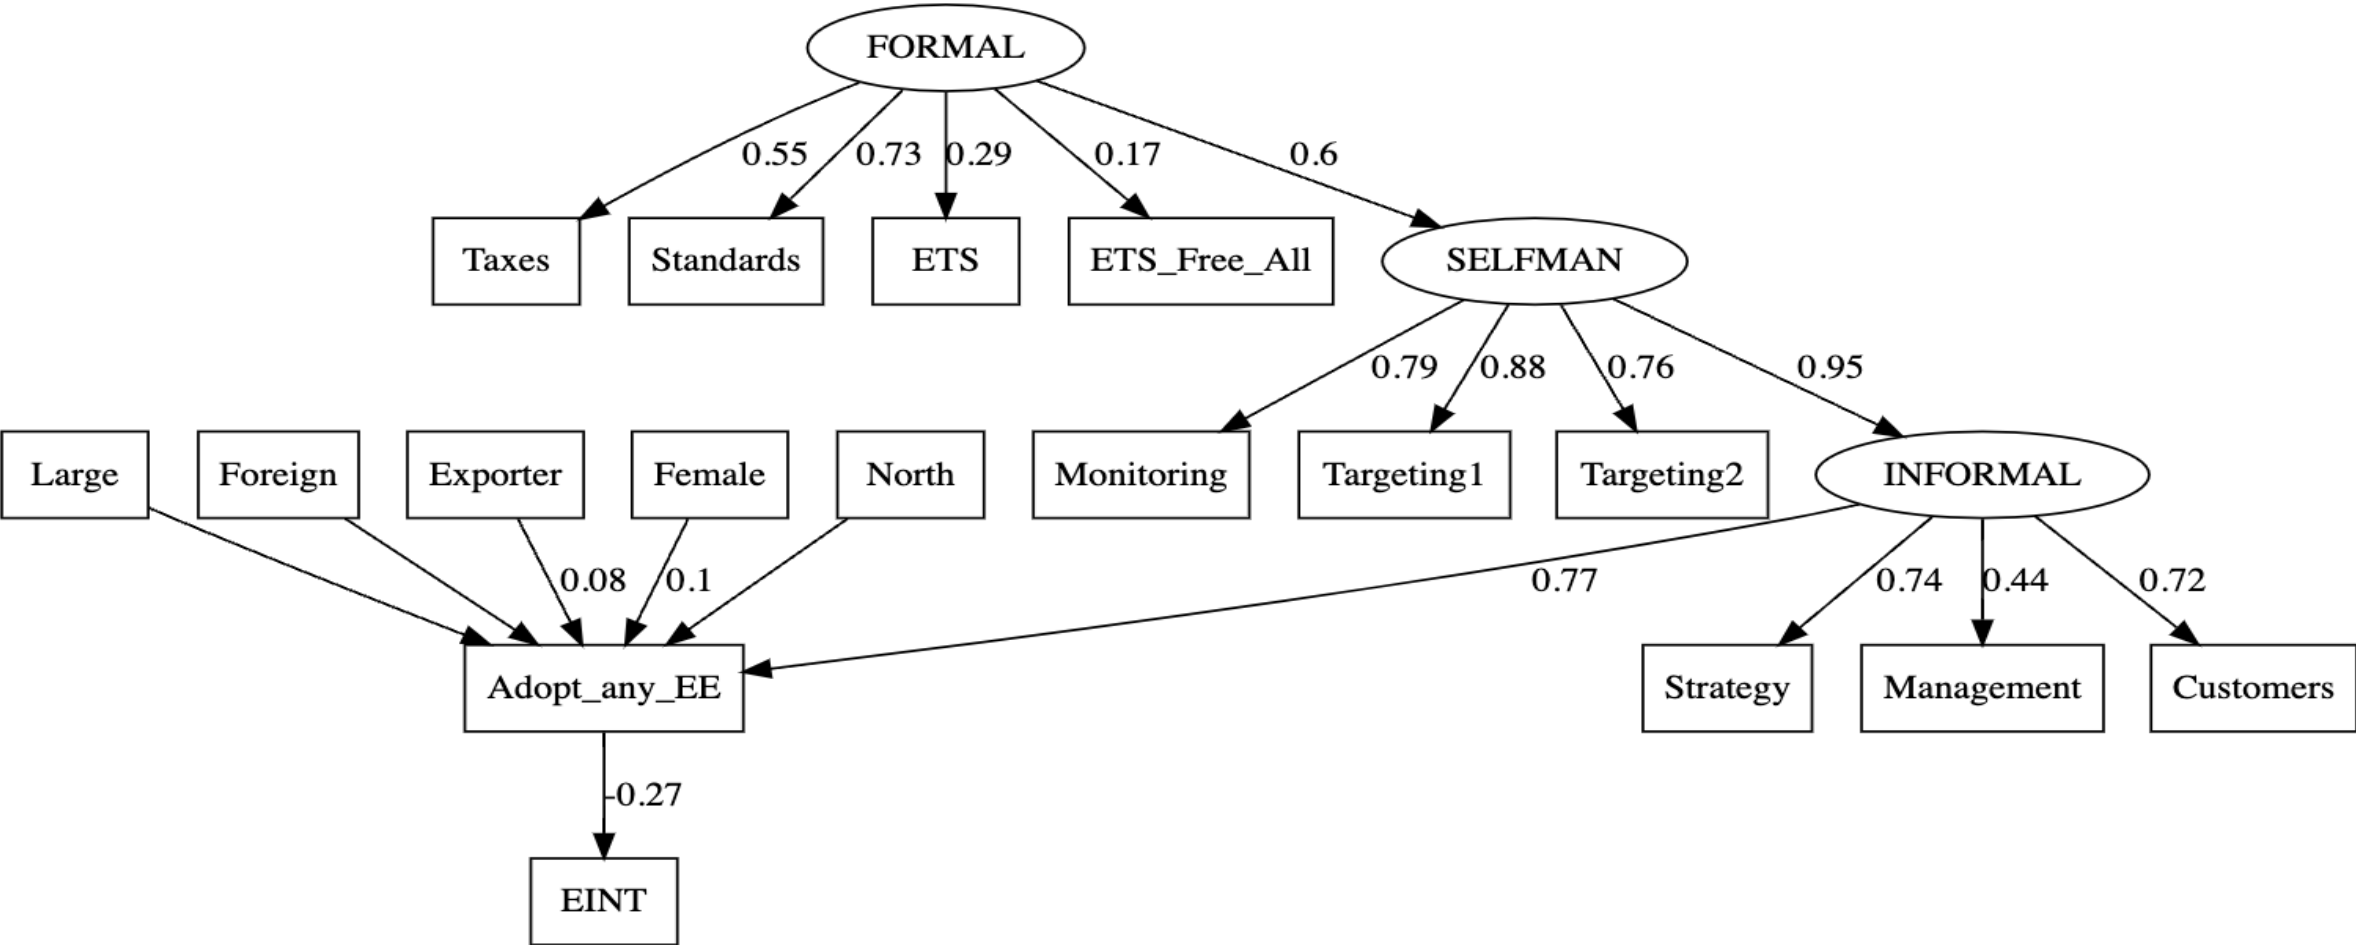 FORMAL
0.55
0.73
0.29
0.17
0.6
Taxes
Standards
ETS
ETS_Free_All
SELFMAN
0.79
0.88
0.76
0.95
Large
Foreign
Exporter
Female
North
Monitoring
Targeting1
Targeting2
INFORMAL
0.08
0.1
0.77
0.74
0.44
0.72
Adopt_any_EE
Strategy
Management
Customers
-0.27
EINT